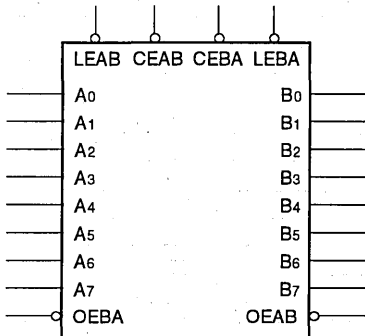 LEAB CEAB CEBA LEBA
A0 B0
A1 B1
A2 B2
A3 B3
A4 B4
A5 B5
A6 B6
A7 B7
OEBA OEAB